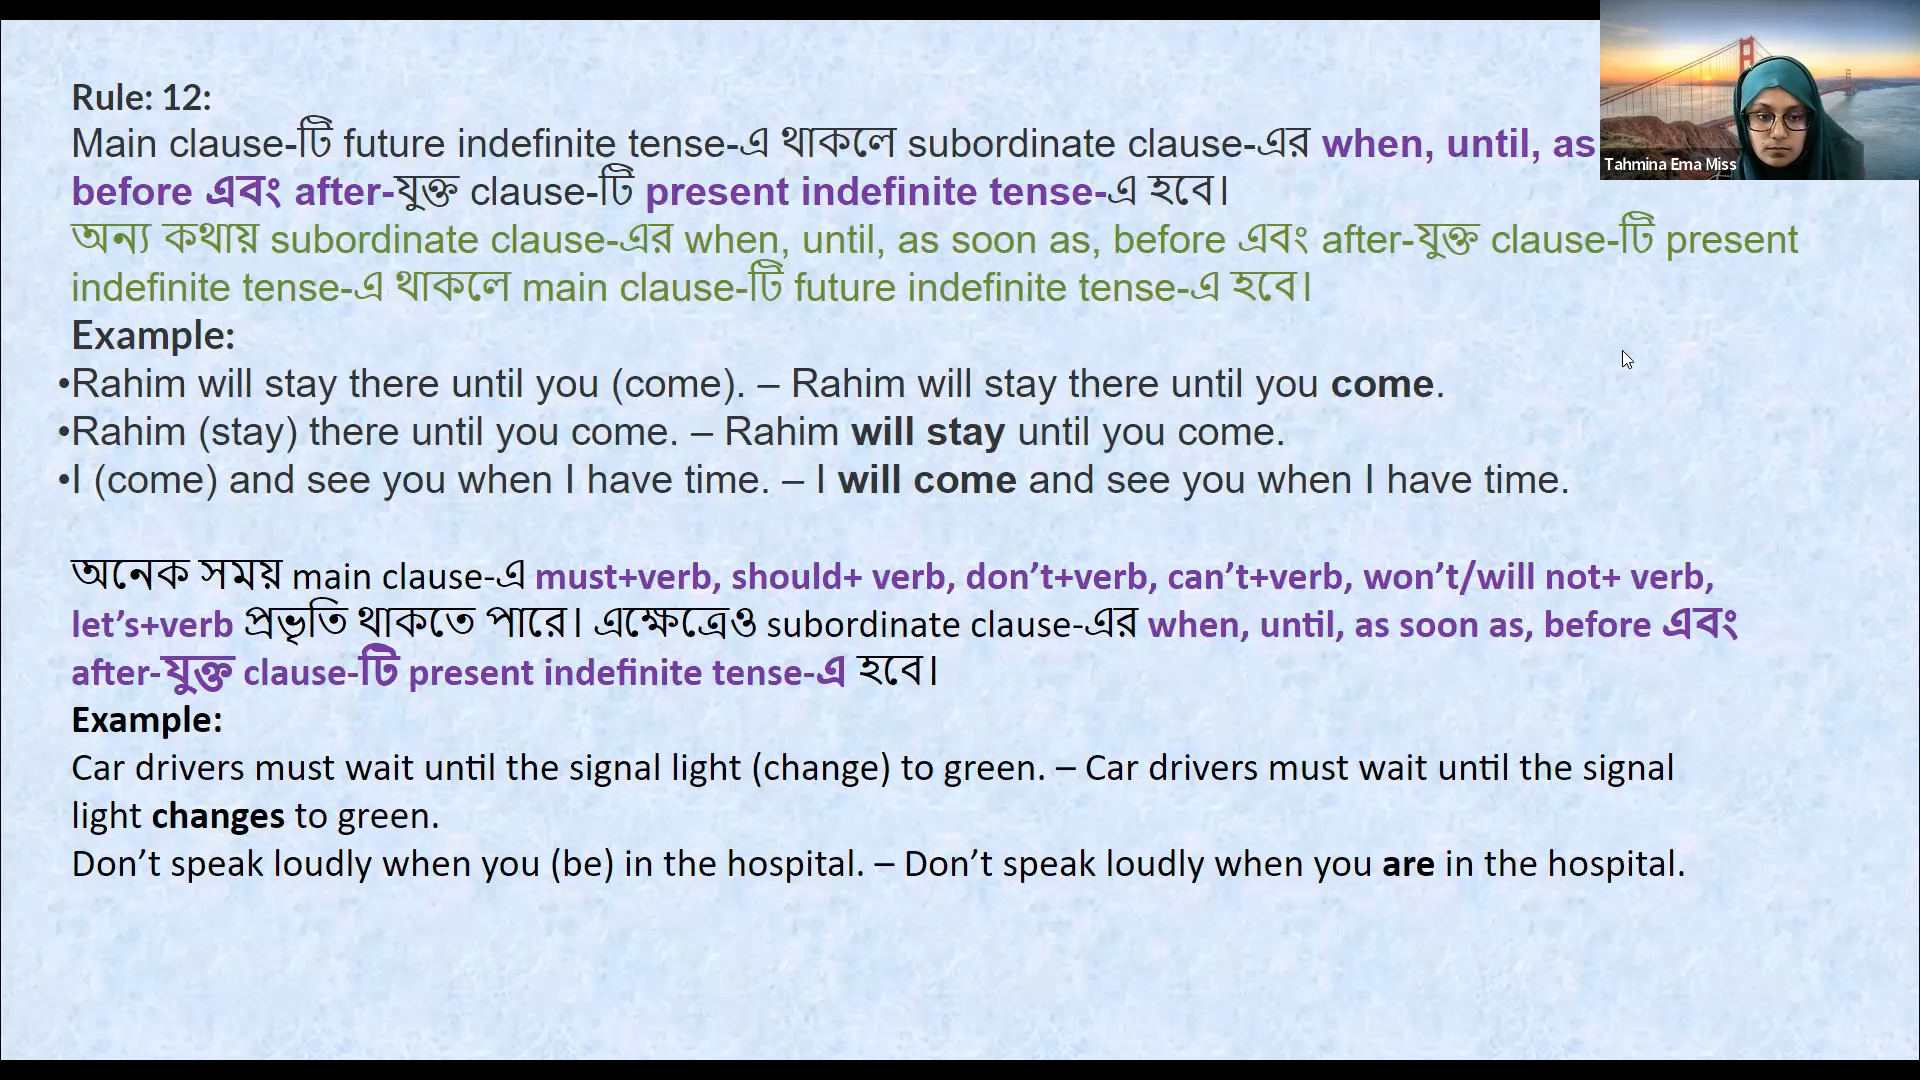 Rule: 12:
Main clause-টি future indefinite tense-এ থাকলে subordinate clause-এর when, until, as
before এবং after-যুক্ত clause-টি present indefinite tense-এ হবে।
অন্য কথায় subordinate clause-এর when, until, as soon as, before এবং after-যুক্ত clause-টি present
indefinite tense-এ থাকলে main clause-টি future indefinite tense-এ হবে।
Example:
•Rahim will stay there until you (come). – Rahim will stay there until you come.
•Rahim (stay) there until you come. – Rahim will stay until you come.
•I (come) and see you when I have time. – I will come and see you when I have time.
অনেক সময় main clause-এ must+verb, should+ verb, don’t+verb, can’t+verb, won’t/will not+ verb,
let’s+verb প্রভৃতি থাকতে পারে। এক্ষেত্রেও subordinate clause-এর when, until, as soon as, before এবং
after-যুক্ত clause-টি present indefinite tense-এ হবে।
Example:
Car drivers must wait until the signal light (change) to green. – Car drivers must wait until the signal
light changes to green.
Don’t speak loudly when you (be) in the hospital. – Don’t speak loudly when you are in the hospital.
Tahmina Ema Miss